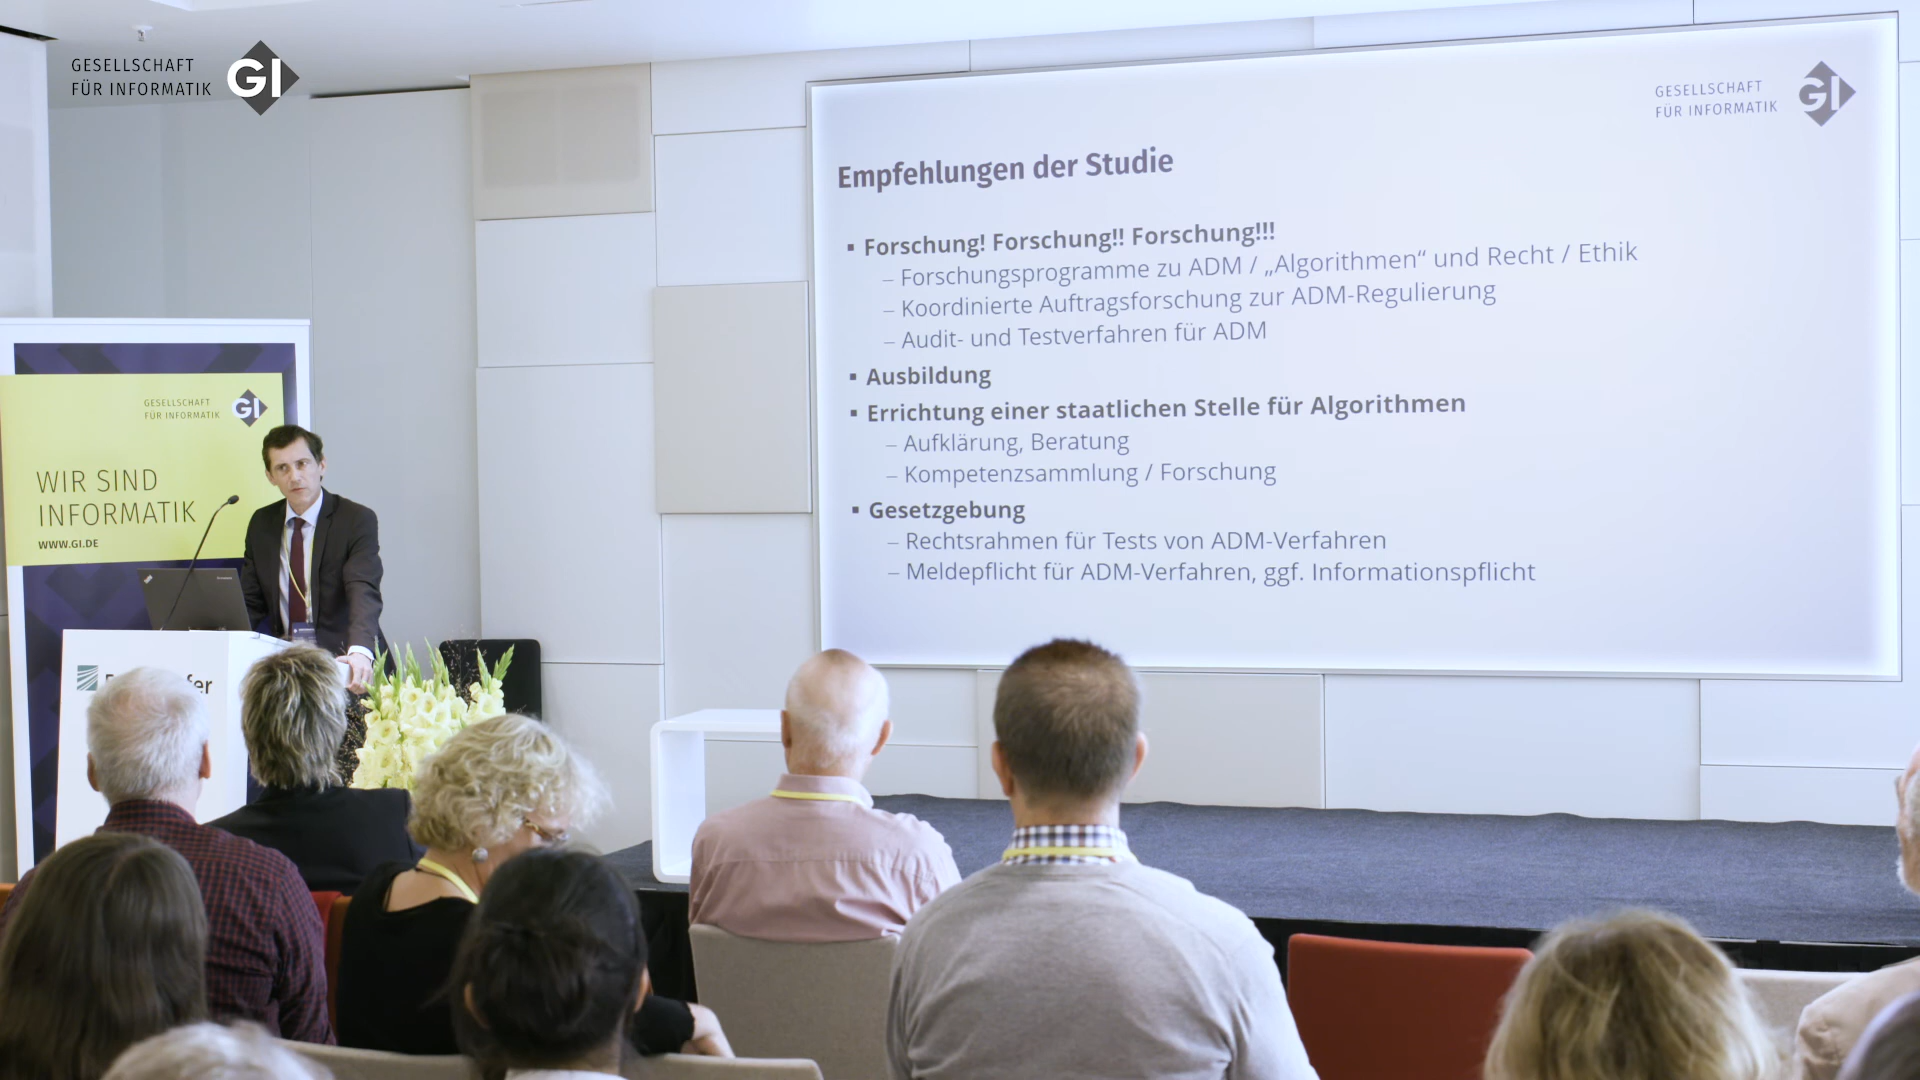 GESELLSCHAFT
FÜR INFORMATIK
GI
GESELLSCHAFT
FÜR INFORMATIK
GI
Empfehlungen der Studie
▪ Forschung! Forschung!! Forschung!!!
– Forschungsprogramme zu ADM / „Algorithmen“ und Recht / Ethik
– Koordinierte Auftragsforschung zur ADM-Regulierung
– Audit- und Testverfahren für ADM
▪ Ausbildung
▪ Errichtung einer staatlichen Stelle für Algorithmen
– Aufklärung, Beratung
– Kompetenzsammlung / Forschung
▪ Gesetzgebung
– Rechtsrahmen für Tests von ADM-Verfahren
– Meldepflicht für ADM-Verfahren, ggf. Informationspflicht
GESELLSCHAFT
FÜR INFORMATIK
GI
WIR SIND
INFORMATIK
WWW.GI.DE